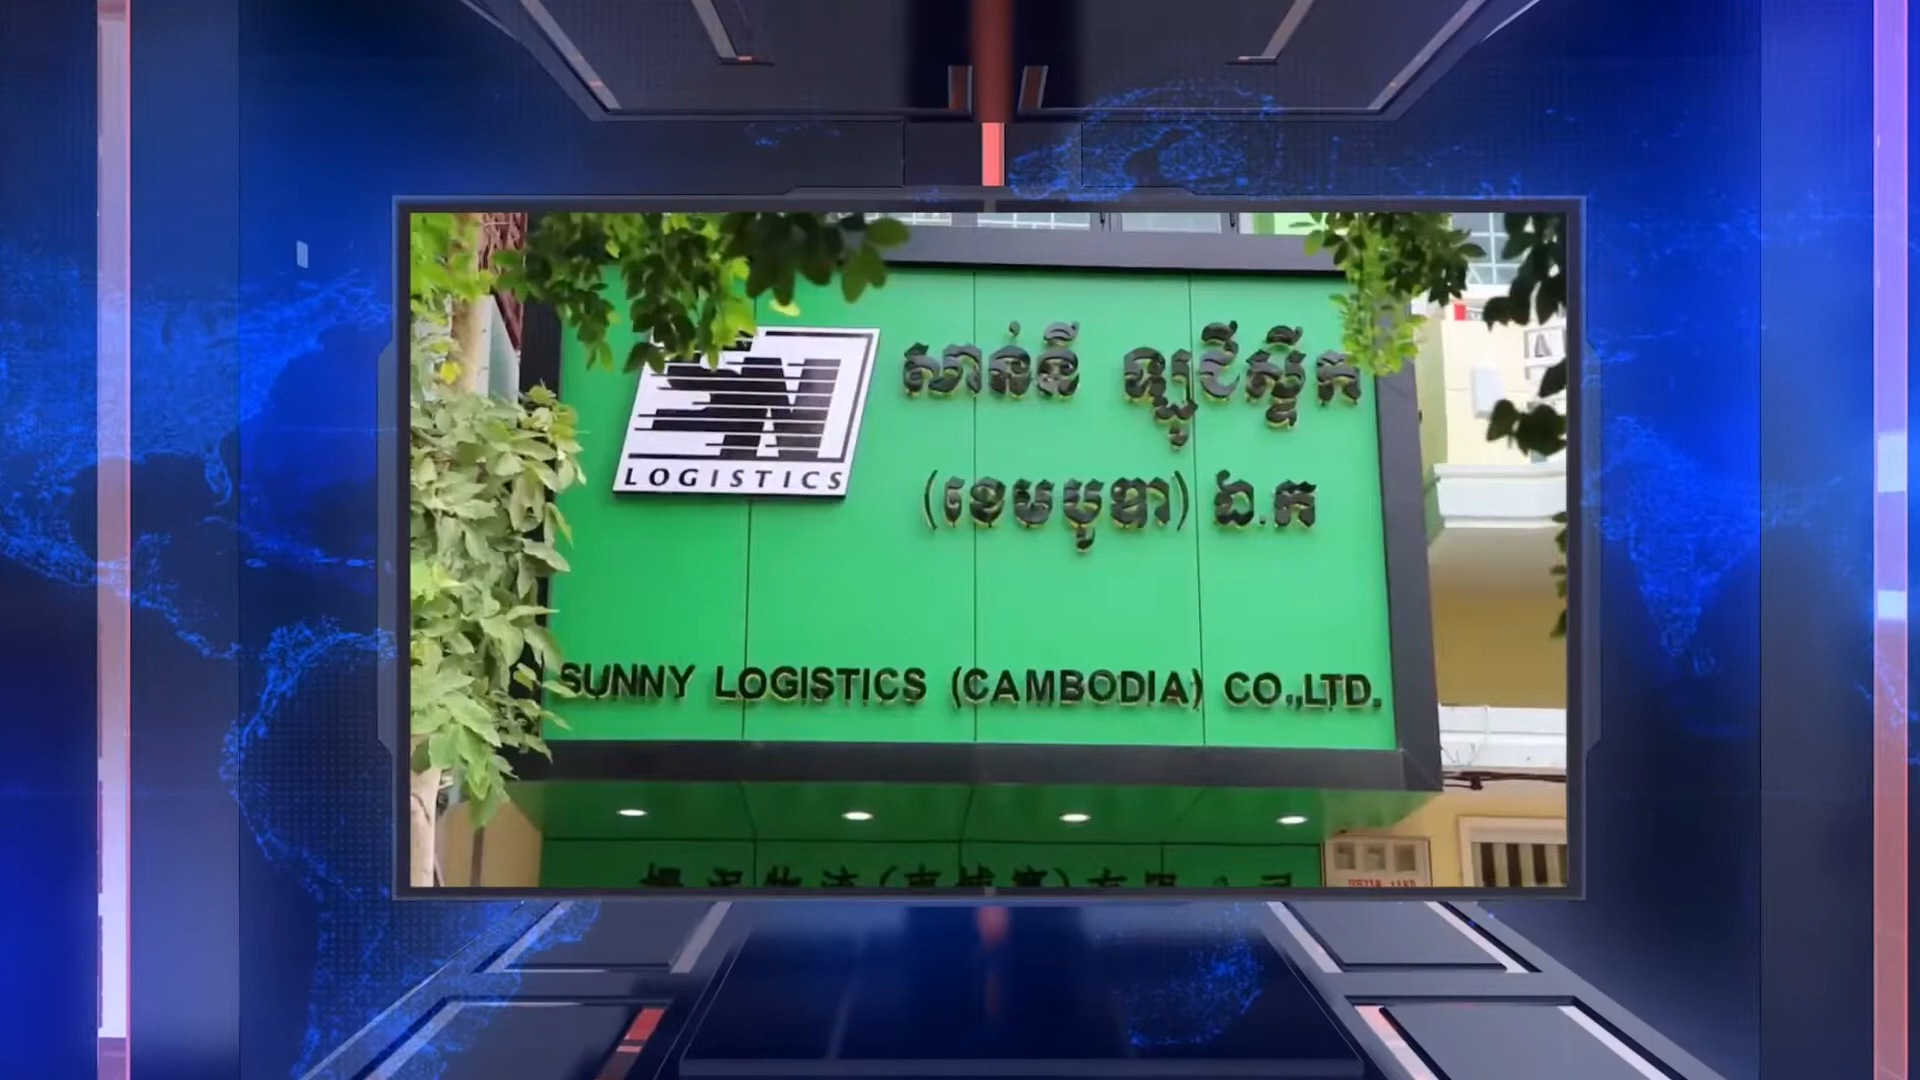 LOGISTICS
សាន់នី ឡូជីស្ទីក
(ខេមបូឌា) ឯ.ក
SUNNY LOGISTICS (CAMBODIA) CO.,LTD.